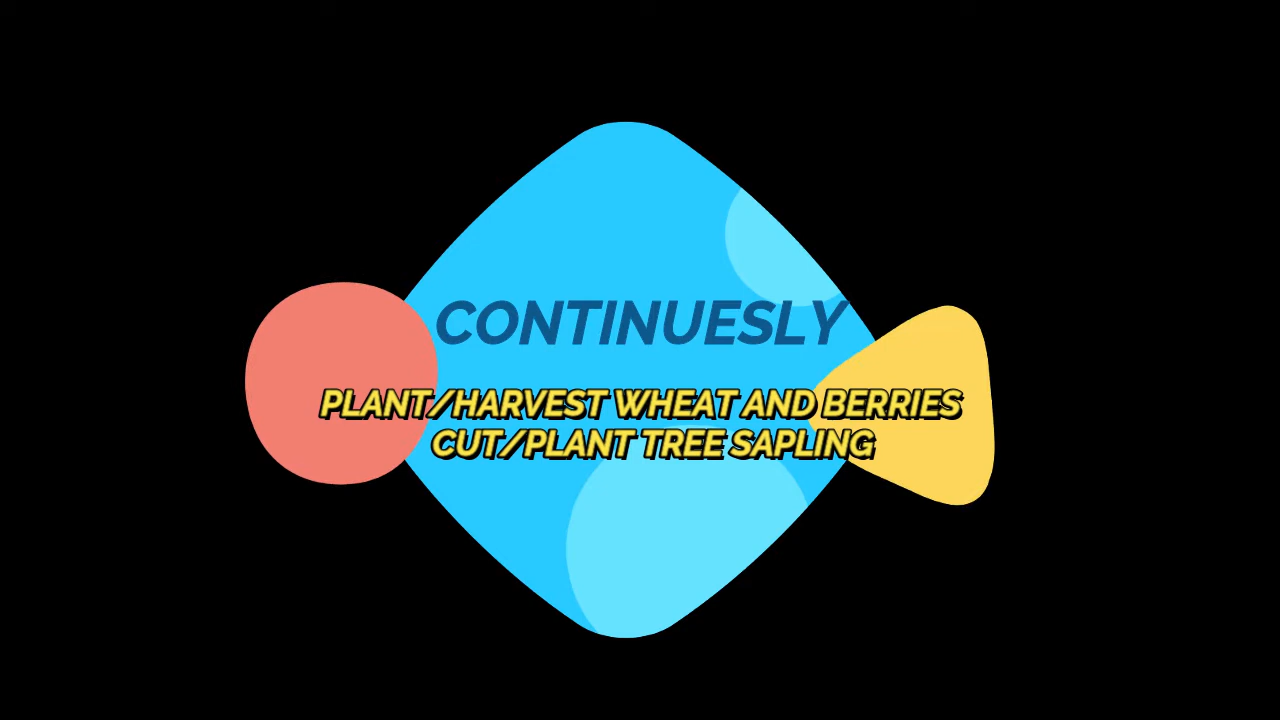 CONTINUESLY
PLANT/HARVEST WHEAT AND BERRIES
CUT/PLANT TREE SAPLING